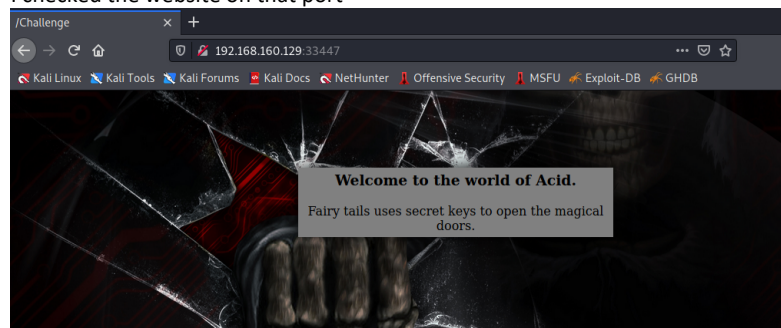 I checked the website on that port
/Challenge
192.168.160.129:33447
Kali Linux Kali Tools Kali Forums Kali Docs NetHunter Offensive Security MSFU Exploit-DB GHDB
Welcome to the world of Acid.
Fairy tails uses secret keys to open the magical
doors.